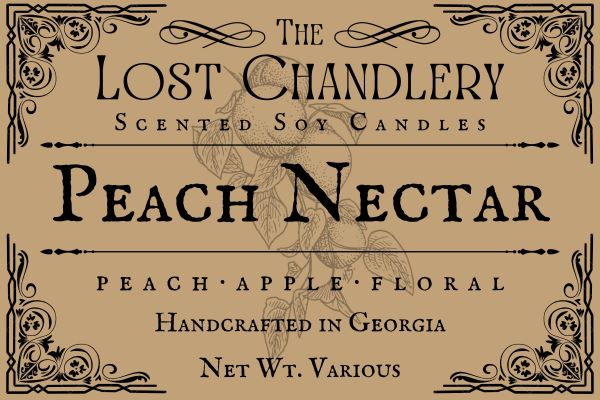 The
Lost Chandlery
Scented Soy Candles
Peach Nectar
PEACH·APPLE·FLORAL
Handcrafted in Georgia
Net Wt. Various